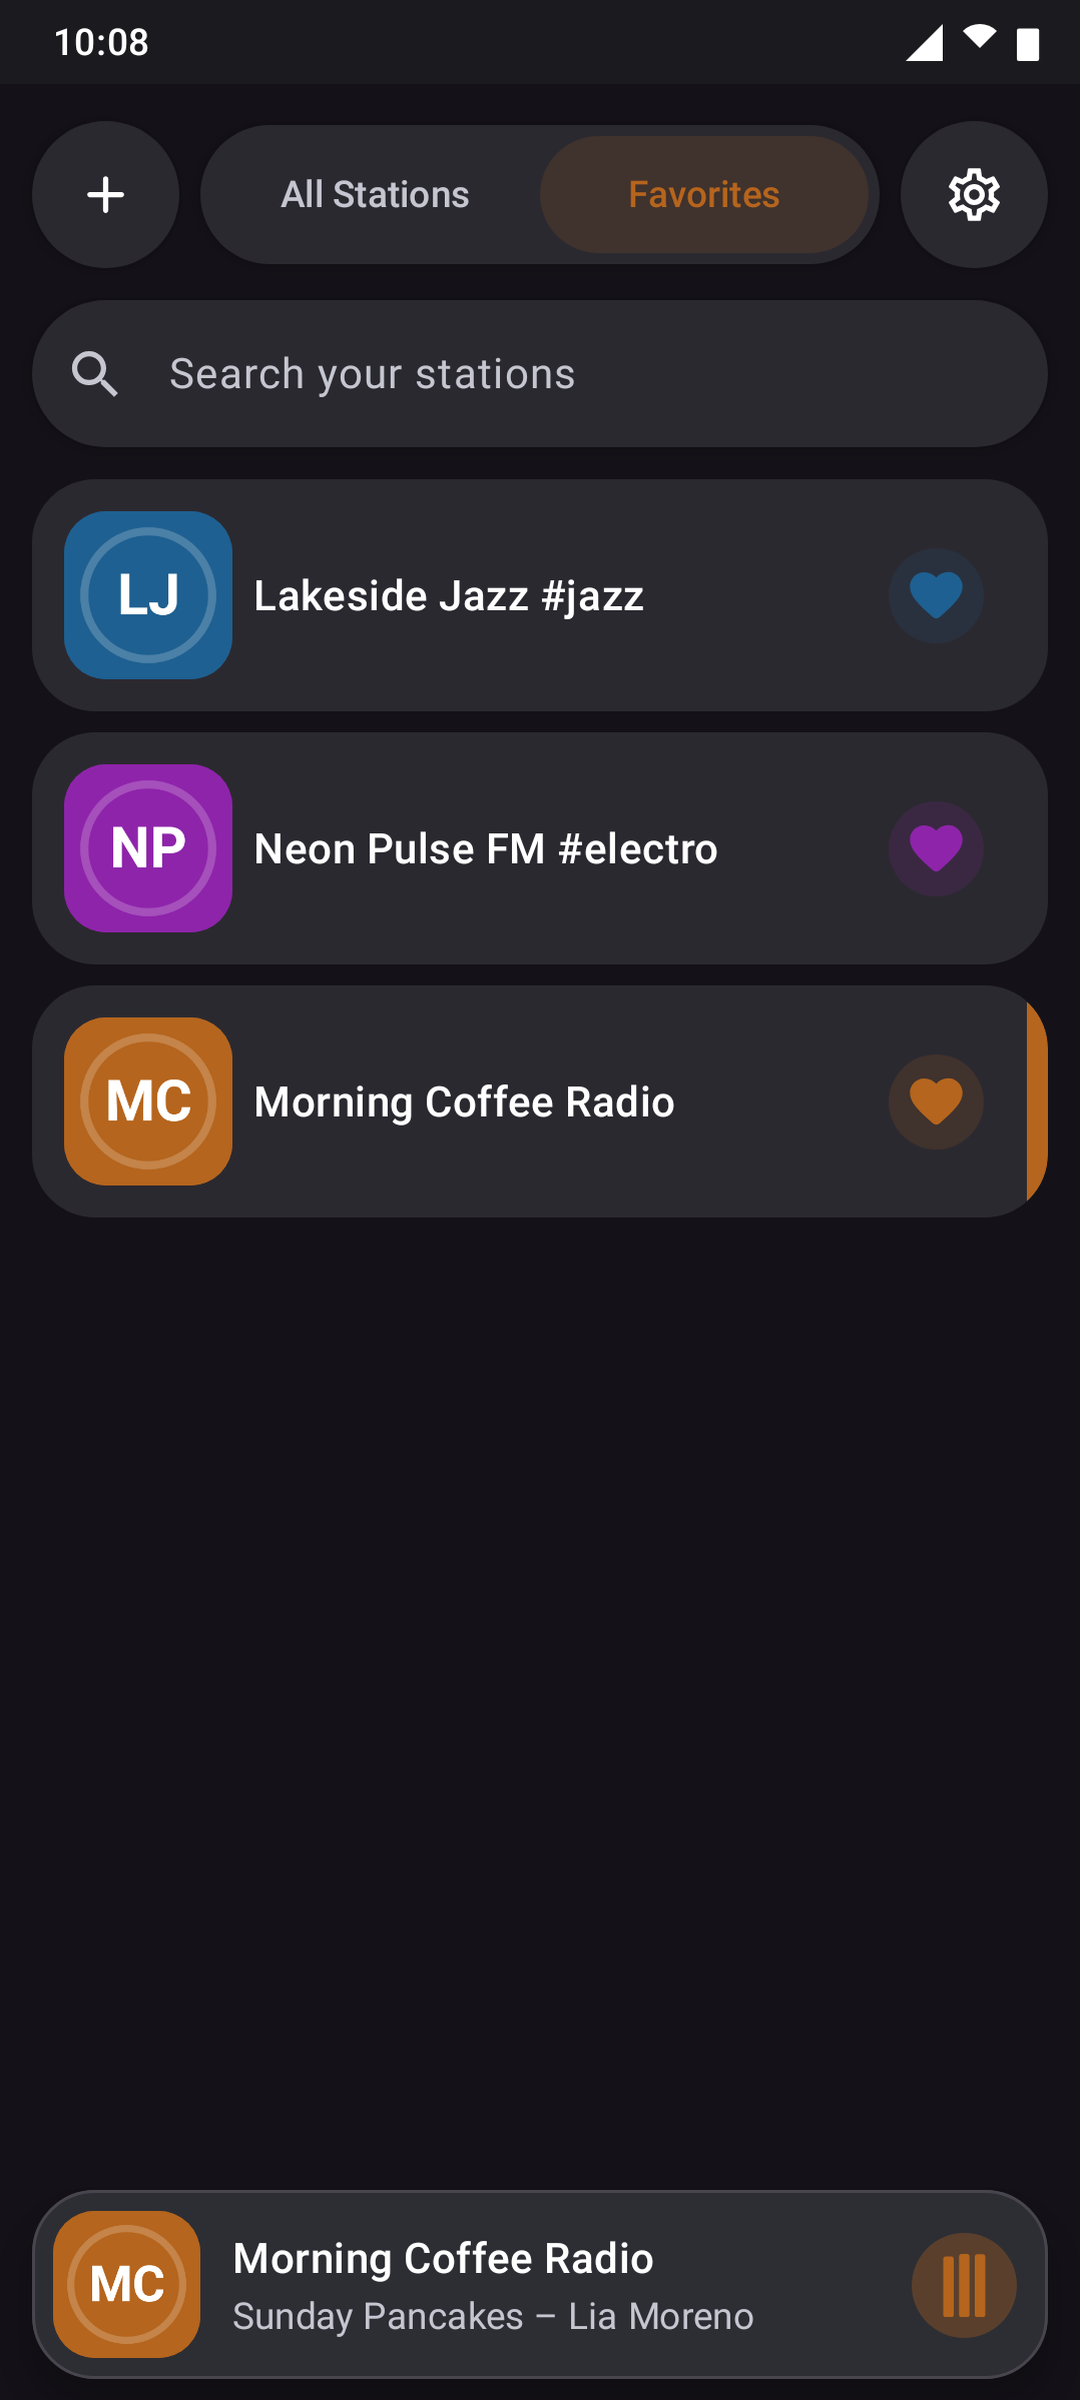 10:08
All Stations
Favorites
Search your stations
LJ
Lakeside Jazz #jazz
NP
Neon Pulse FM #electro
MC
Morning Coffee Radio
MC
Morning Coffee Radio
Sunday Pancakes – Lia Moreno